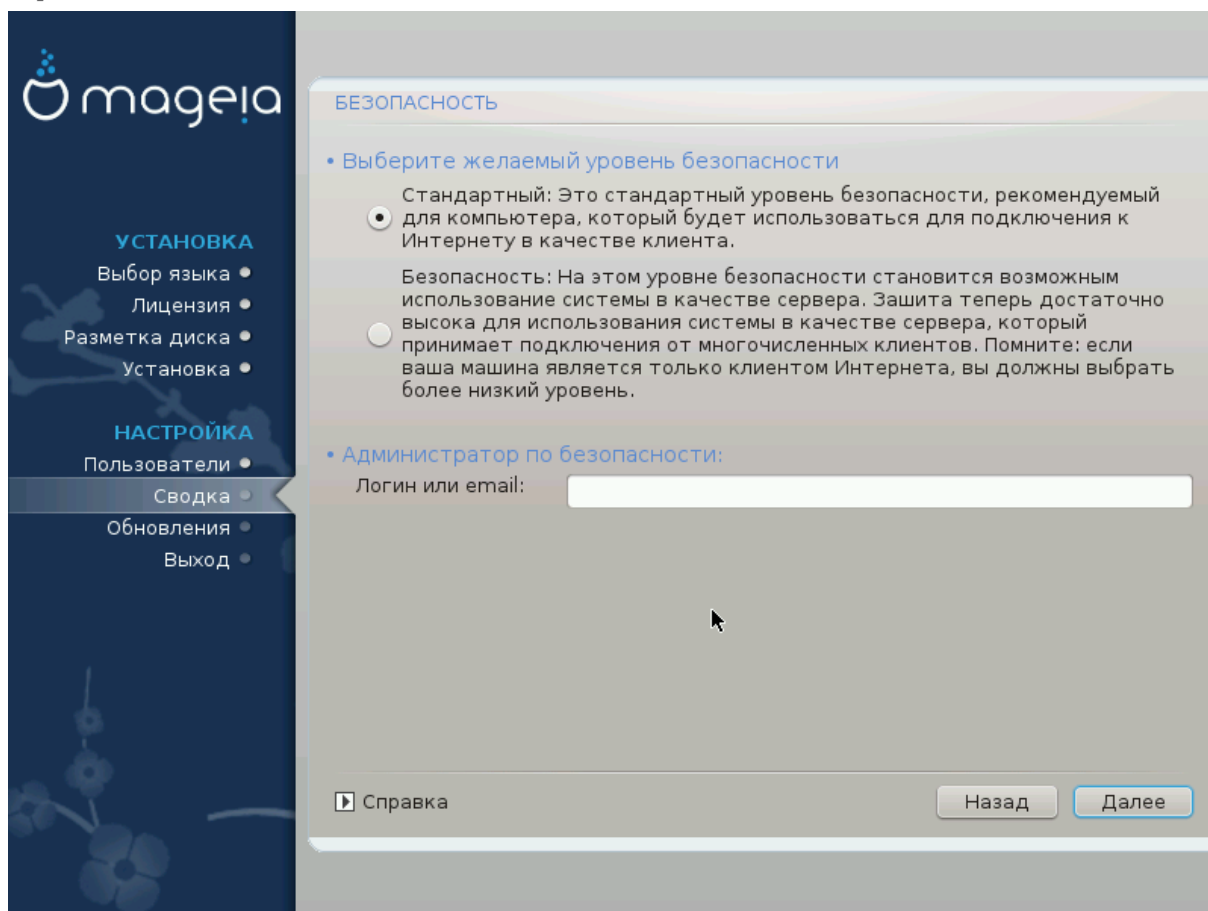 mageia
УСТАНОВКА
Выбор языка
Лицензия
Разметка диска
Установка
НАСТРОЙКА
Пользователи
Сводка
Обновления
Выход
БЕЗОПАСНОСТЬ
• Выберите желаемый уровень безопасности
Стандартный: Это стандартный уровень безопасности, рекомендуемый
для компьютера, который будет использоваться для подключения к
Интернету в качестве клиента.
Безопасность: На этом уровне безопасности становится возможным
использование системы в качестве сервера. Зашита теперь достаточно
высока для использования системы в качестве сервера, который
принимает подключения от многочисленных клиентов. Помните: если
ваша машина является только клиентом Интернета, вы должны выбрать
более низкий уровень.
• Администратор по безопасности:
Логин или email:
Справка
Назад
Далее